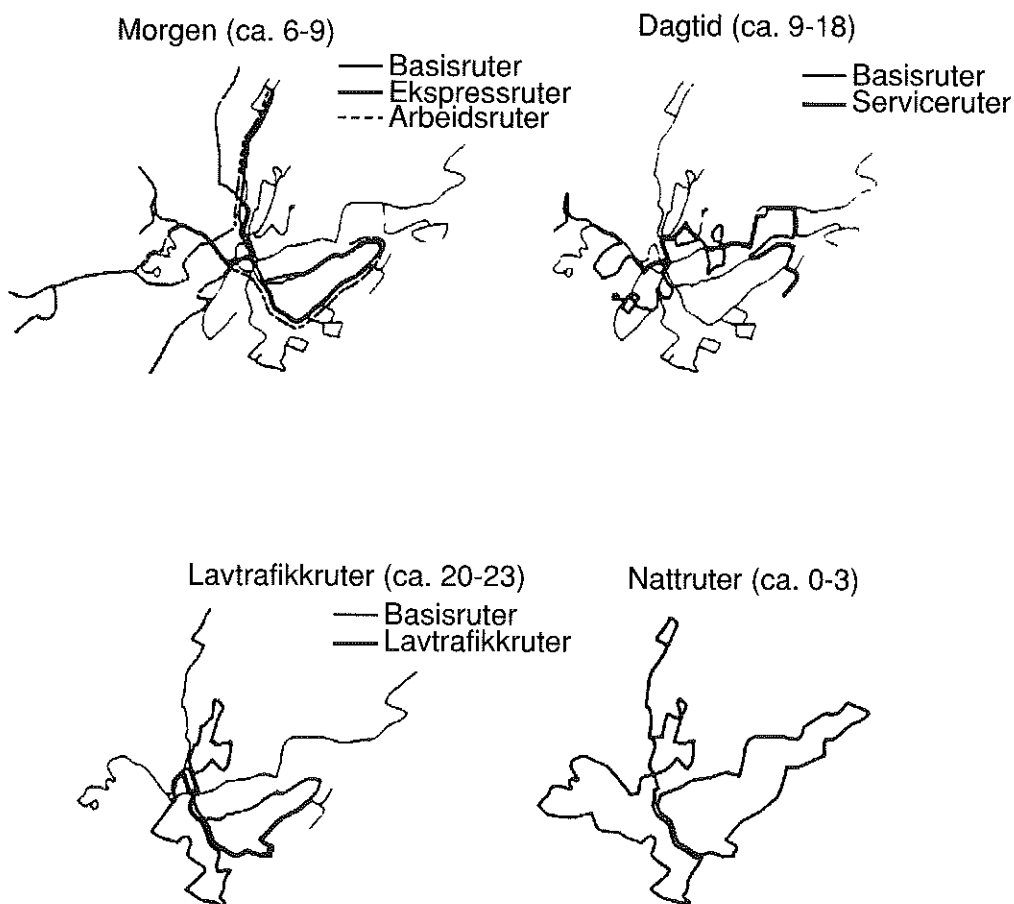 Morgen (ca. 6-9)
Basisruter
Ekspressruter
Arbeidsruter
Dagtid (ca. 9-18)
Basisruter
Serviceruter
Lavtrafikkruter (ca. 20-23)
Basisruter
Lavtrafikkruter
Nattruter (ca. 0-3)